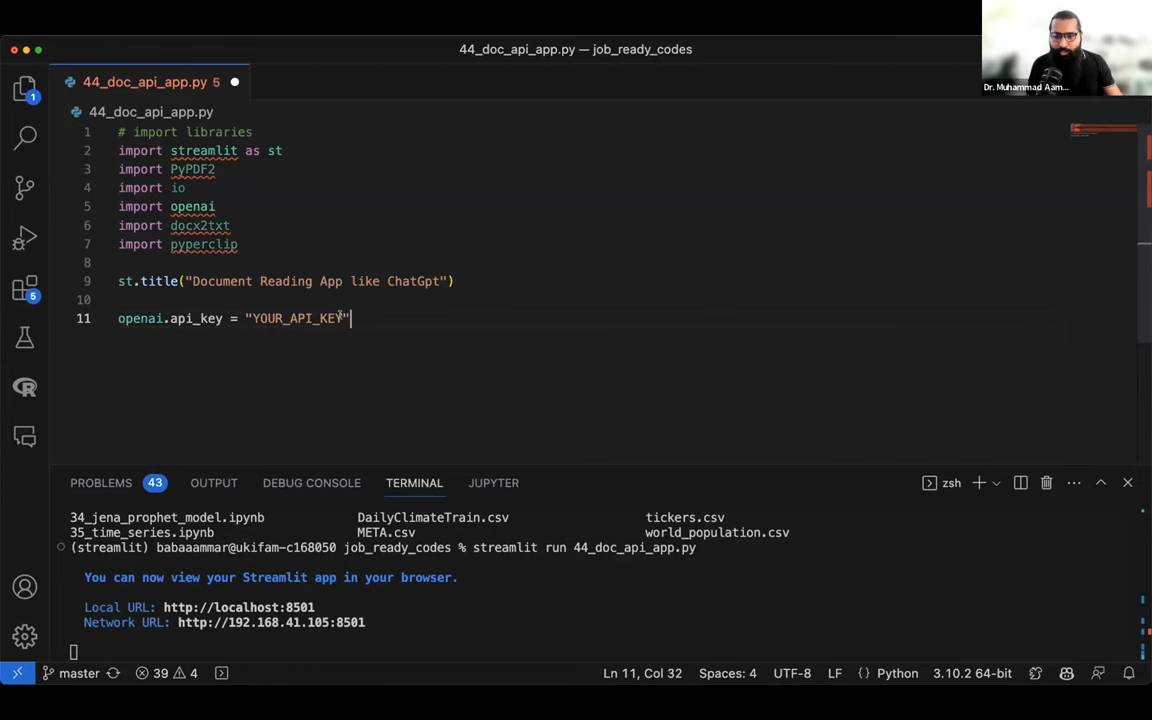 44_doc_api_app.py — job_ready_codes
Dr. Muhammad Aam...
44_doc_api_app.py 5
44_doc_api_app.py
1 # import libraries
2 import streamlit as st
3 import PyPDF2
4 import io
5 import openai
6 import docx2txt
7 import pyperclip
8
9 st.title("Document Reading App like ChatGpt")
10
11 openai.api_key = "YOUR_API_KEY"
1
5
PROBLEMS 43 OUTPUT DEBUG CONSOLE TERMINAL JUPYTER zsh
34_jena_prophet_model.ipynb DailyClimateTrain.csv tickers.csv
35_time_series.ipynb META.csv world_population.csv
(streamlit) babaaammar@ukifam-c168050 job_ready_codes % streamlit run 44_doc_api_app.py
You can now view your Streamlit app in your browser.
Local URL: http://localhost:8501
Network URL: http://192.168.41.105:8501
master 39 4 Ln 11, Col 32 Spaces: 4 UTF-8 LF Python 3.10.2 64-bit